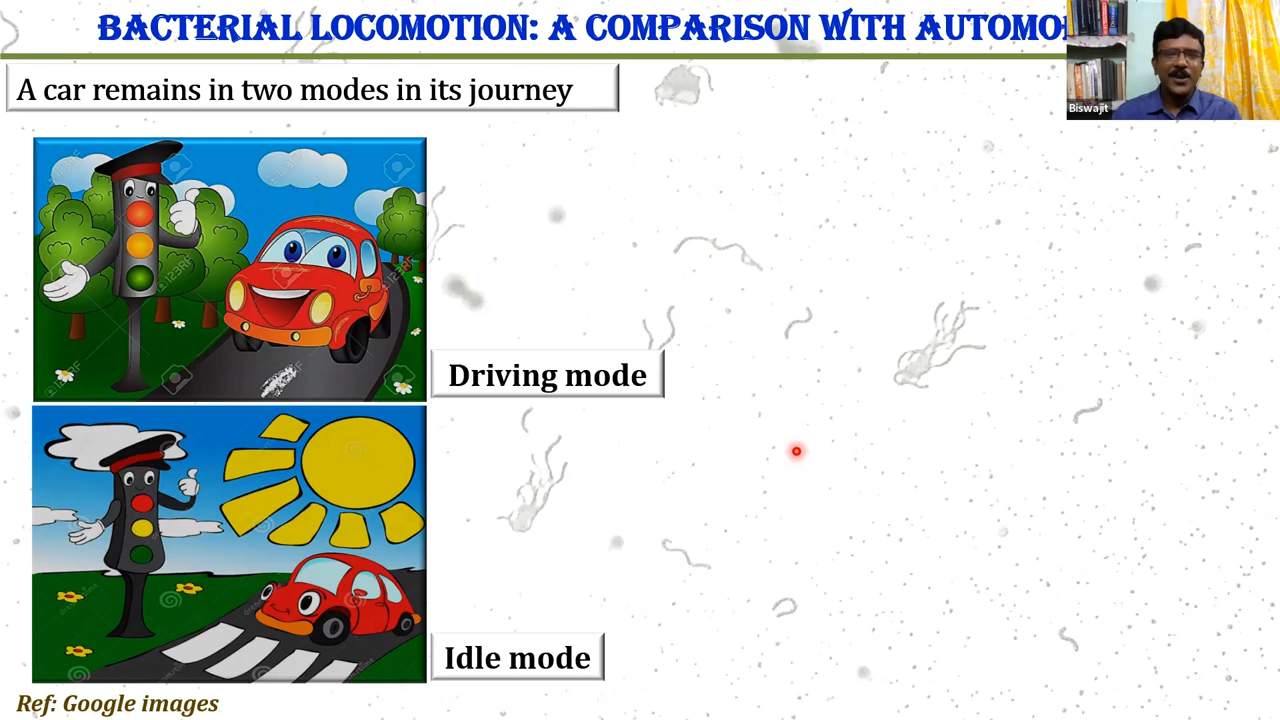 BACTERIAL LOCOMOTION: A COMPARISON WITH
Biswajit
A car remains in two modes in its journey
Driving mode
Idle mode
Ref: Google images